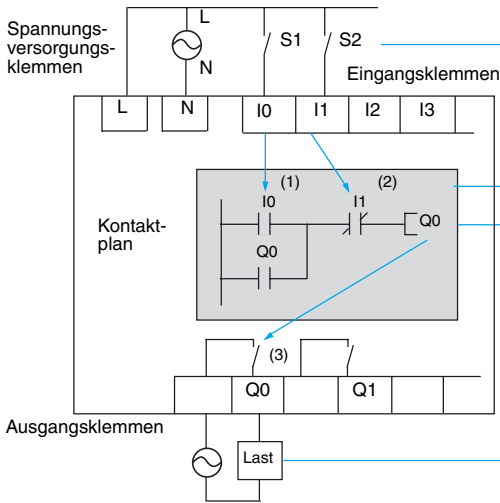 Spannungs-
versorgungs-
klemmen
L
N
S1
S2
Eingangsklemmen
L
N
I0
I1
I2
I3
(1)
(2)
I0
I1
Q0
Kontakt-
plan
Q0
(3)
Q0
Q1
Ausgangsklemmen
Last